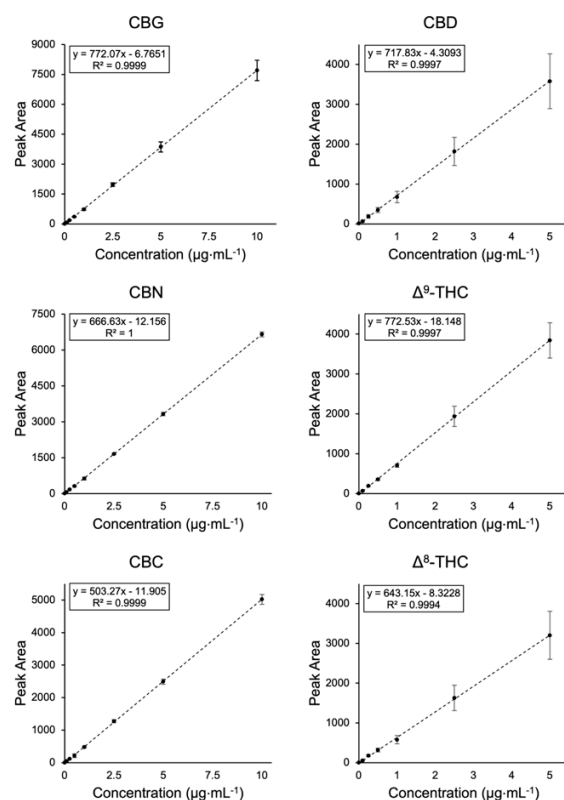 CBG
y = 772.07x - 6.7651
R² = 0.9999
9000
7500
6000
4500
3000
1500
0
Peak Area
0 2.5 5 7.5 10
Concentration (µg·mL⁻¹)
CBD
y = 717.83x - 4.3093
R² = 0.9997
4000
3000
2000
1000
0
Peak Area
0 1 2 3 4 5
Concentration (µg·mL⁻¹)
CBN
y = 666.63x - 12.156
R² = 1
7500
6000
4500
3000
1500
0
Peak Area
0 2.5 5 7.5 10
Concentration (µg·mL⁻¹)
Δ⁹-THC
y = 772.53x - 18.148
R² = 0.9997
4000
3000
2000
1000
0
Peak Area
0 1 2 3 4 5
Concentration (µg·mL⁻¹)
CBC
y = 503.27x - 11.905
R² = 0.9999
5000
4000
3000
2000
1000
0
Peak Area
0 2.5 5 7.5 10
Concentration (µg·mL⁻¹)
Δ⁸-THC
y = 643.15x - 8.3228
R² = 0.9994
4000
3000
2000
1000
0
Peak Area
0 1 2 3 4 5
Concentration (µg·mL⁻¹)